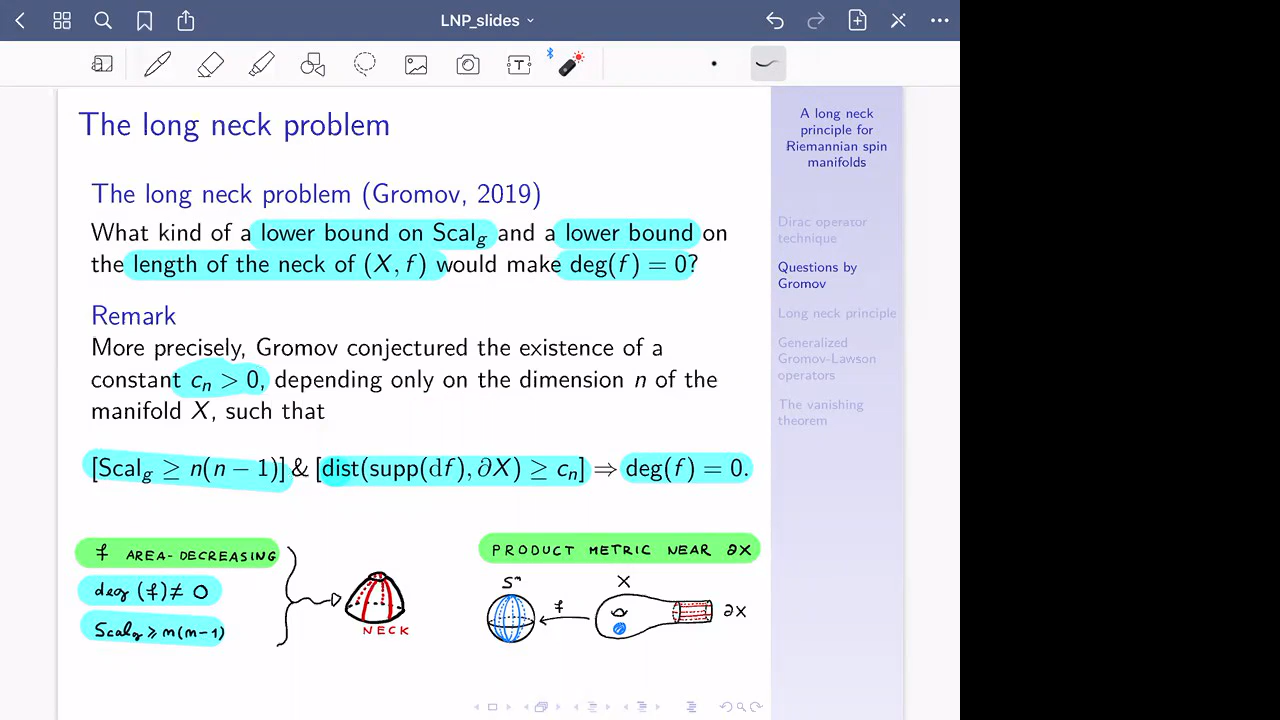 LNP_slides
The long neck problem
The long neck problem (Gromov, 2019)
What kind of a lower bound on Scal_g and a lower bound on
the length of the neck of (X, f) would make deg(f) = 0?
Remark
More precisely, Gromov conjectured the existence of a
constant c_n > 0, depending only on the dimension n of the
manifold X, such that
[Scal_g ≥ n(n − 1)] & [dist(supp(df), ∂X) ≥ c_n] ⇒ deg(f) = 0.
f AREA-DECREASING
deg (f) ≠ 0
Scal_g ≥ n(n-1)
NECK
PRODUCT METRIC NEAR ∂X
Sⁿ
f
X
∂X
A long neck
principle for
Riemannian spin
manifolds
Dirac operator
technique
Questions by
Gromov
Long neck principle
Generalized
Gromov-Lawson
operators
The vanishing
theorem